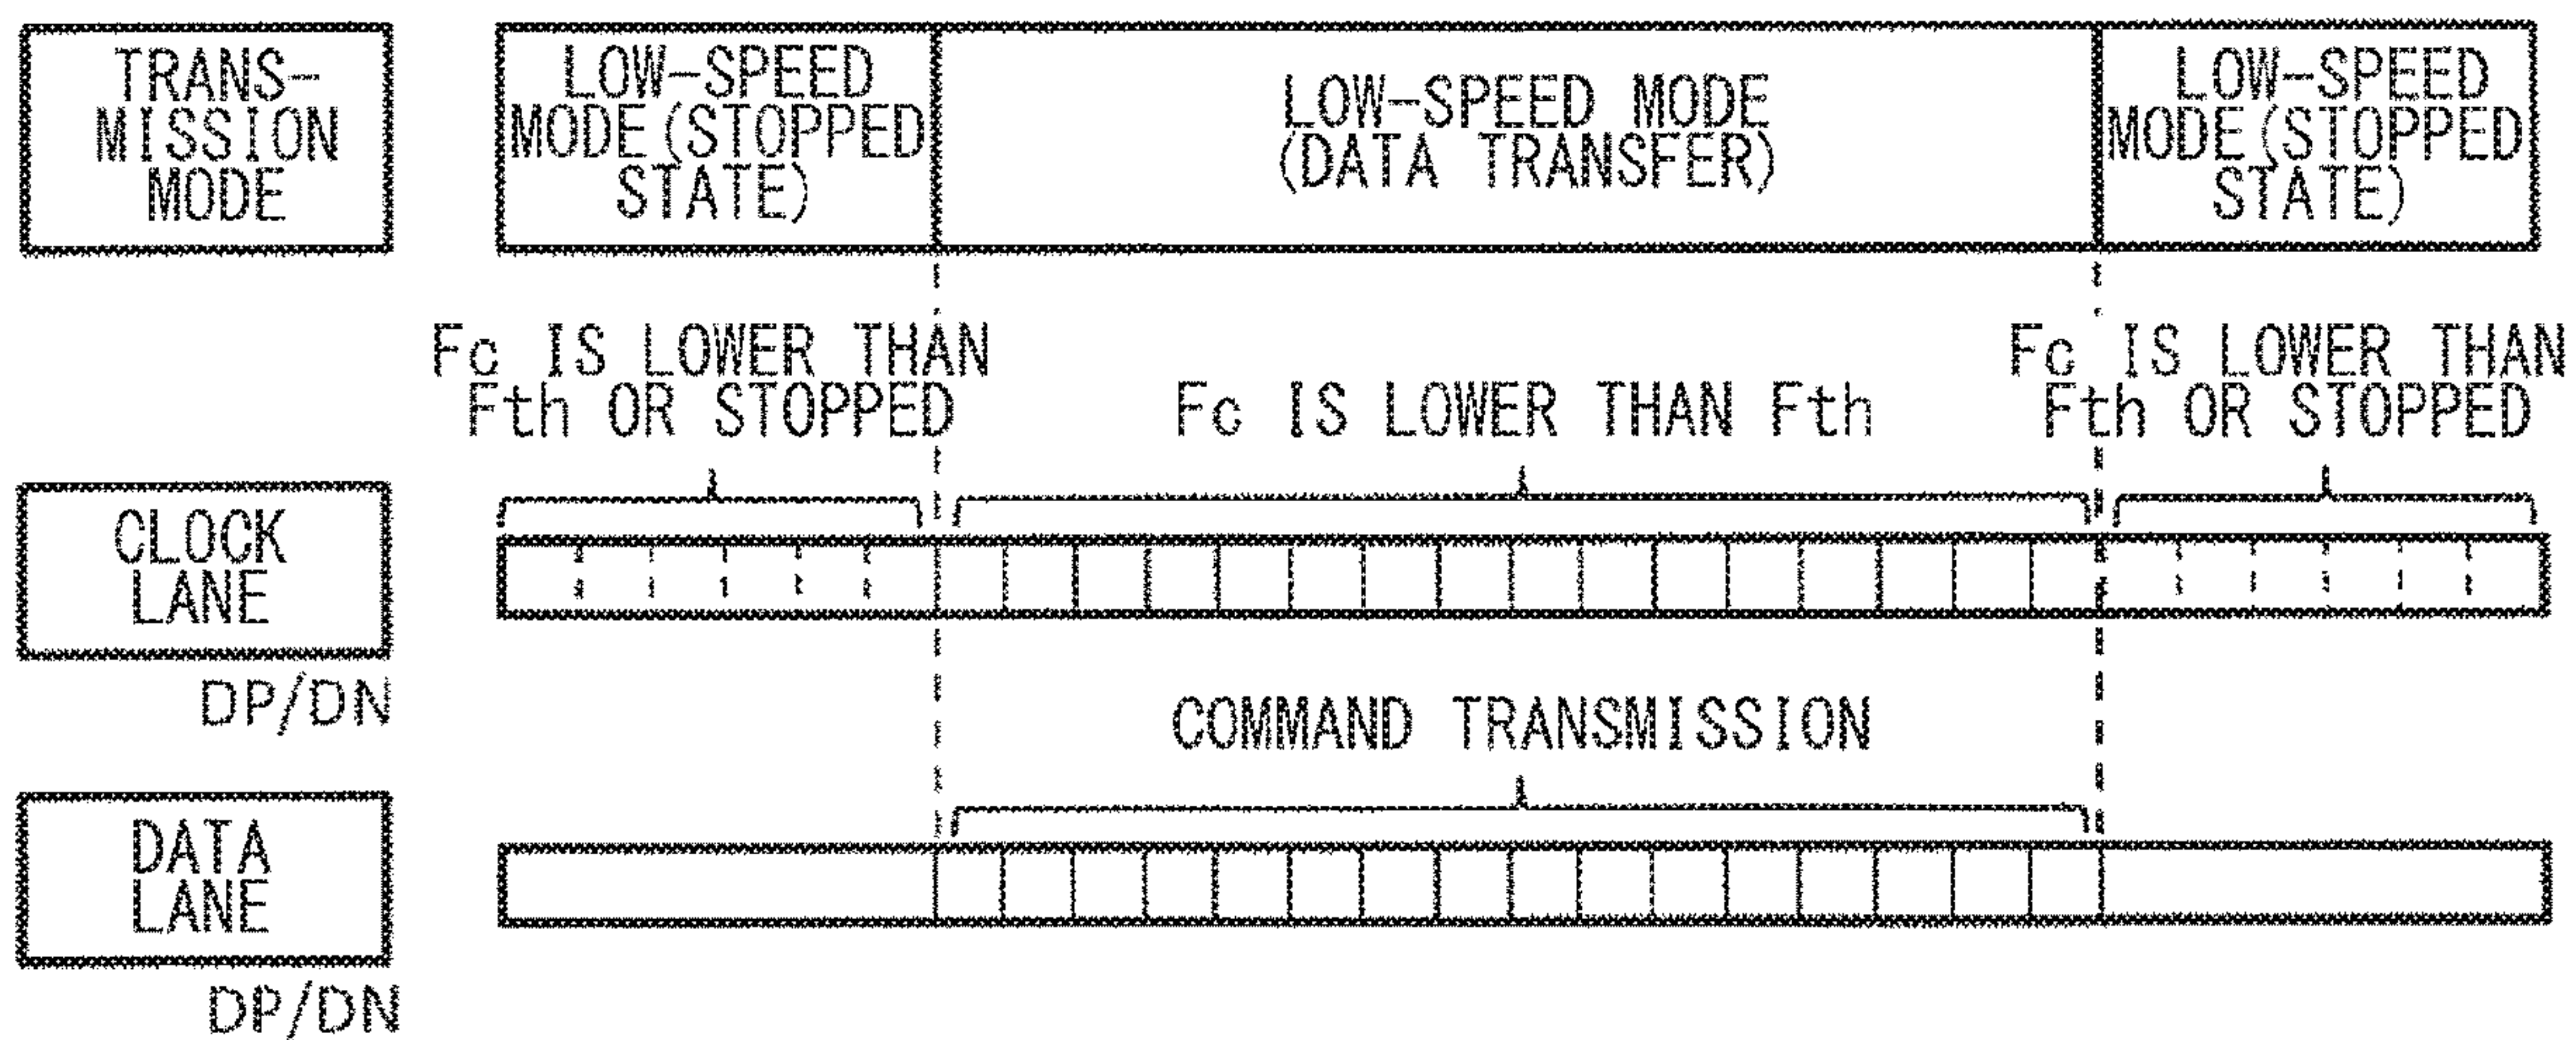 TRANS-
MISSION
MODE
LOW-SPEED
MODE(STOPPED
STATE)
LOW-SPEED MODE
(DATA TRANSFER)
LOW-SPEED
MODE(STOPPED
STATE)
Fc IS LOWER THAN
Fth OR STOPPED
Fc IS LOWER THAN Fth
Fc IS LOWER THAN
Fth OR STOPPED
CLOCK
LANE
DP/DN
COMMAND TRANSMISSION
DATA
LANE
DP/DN